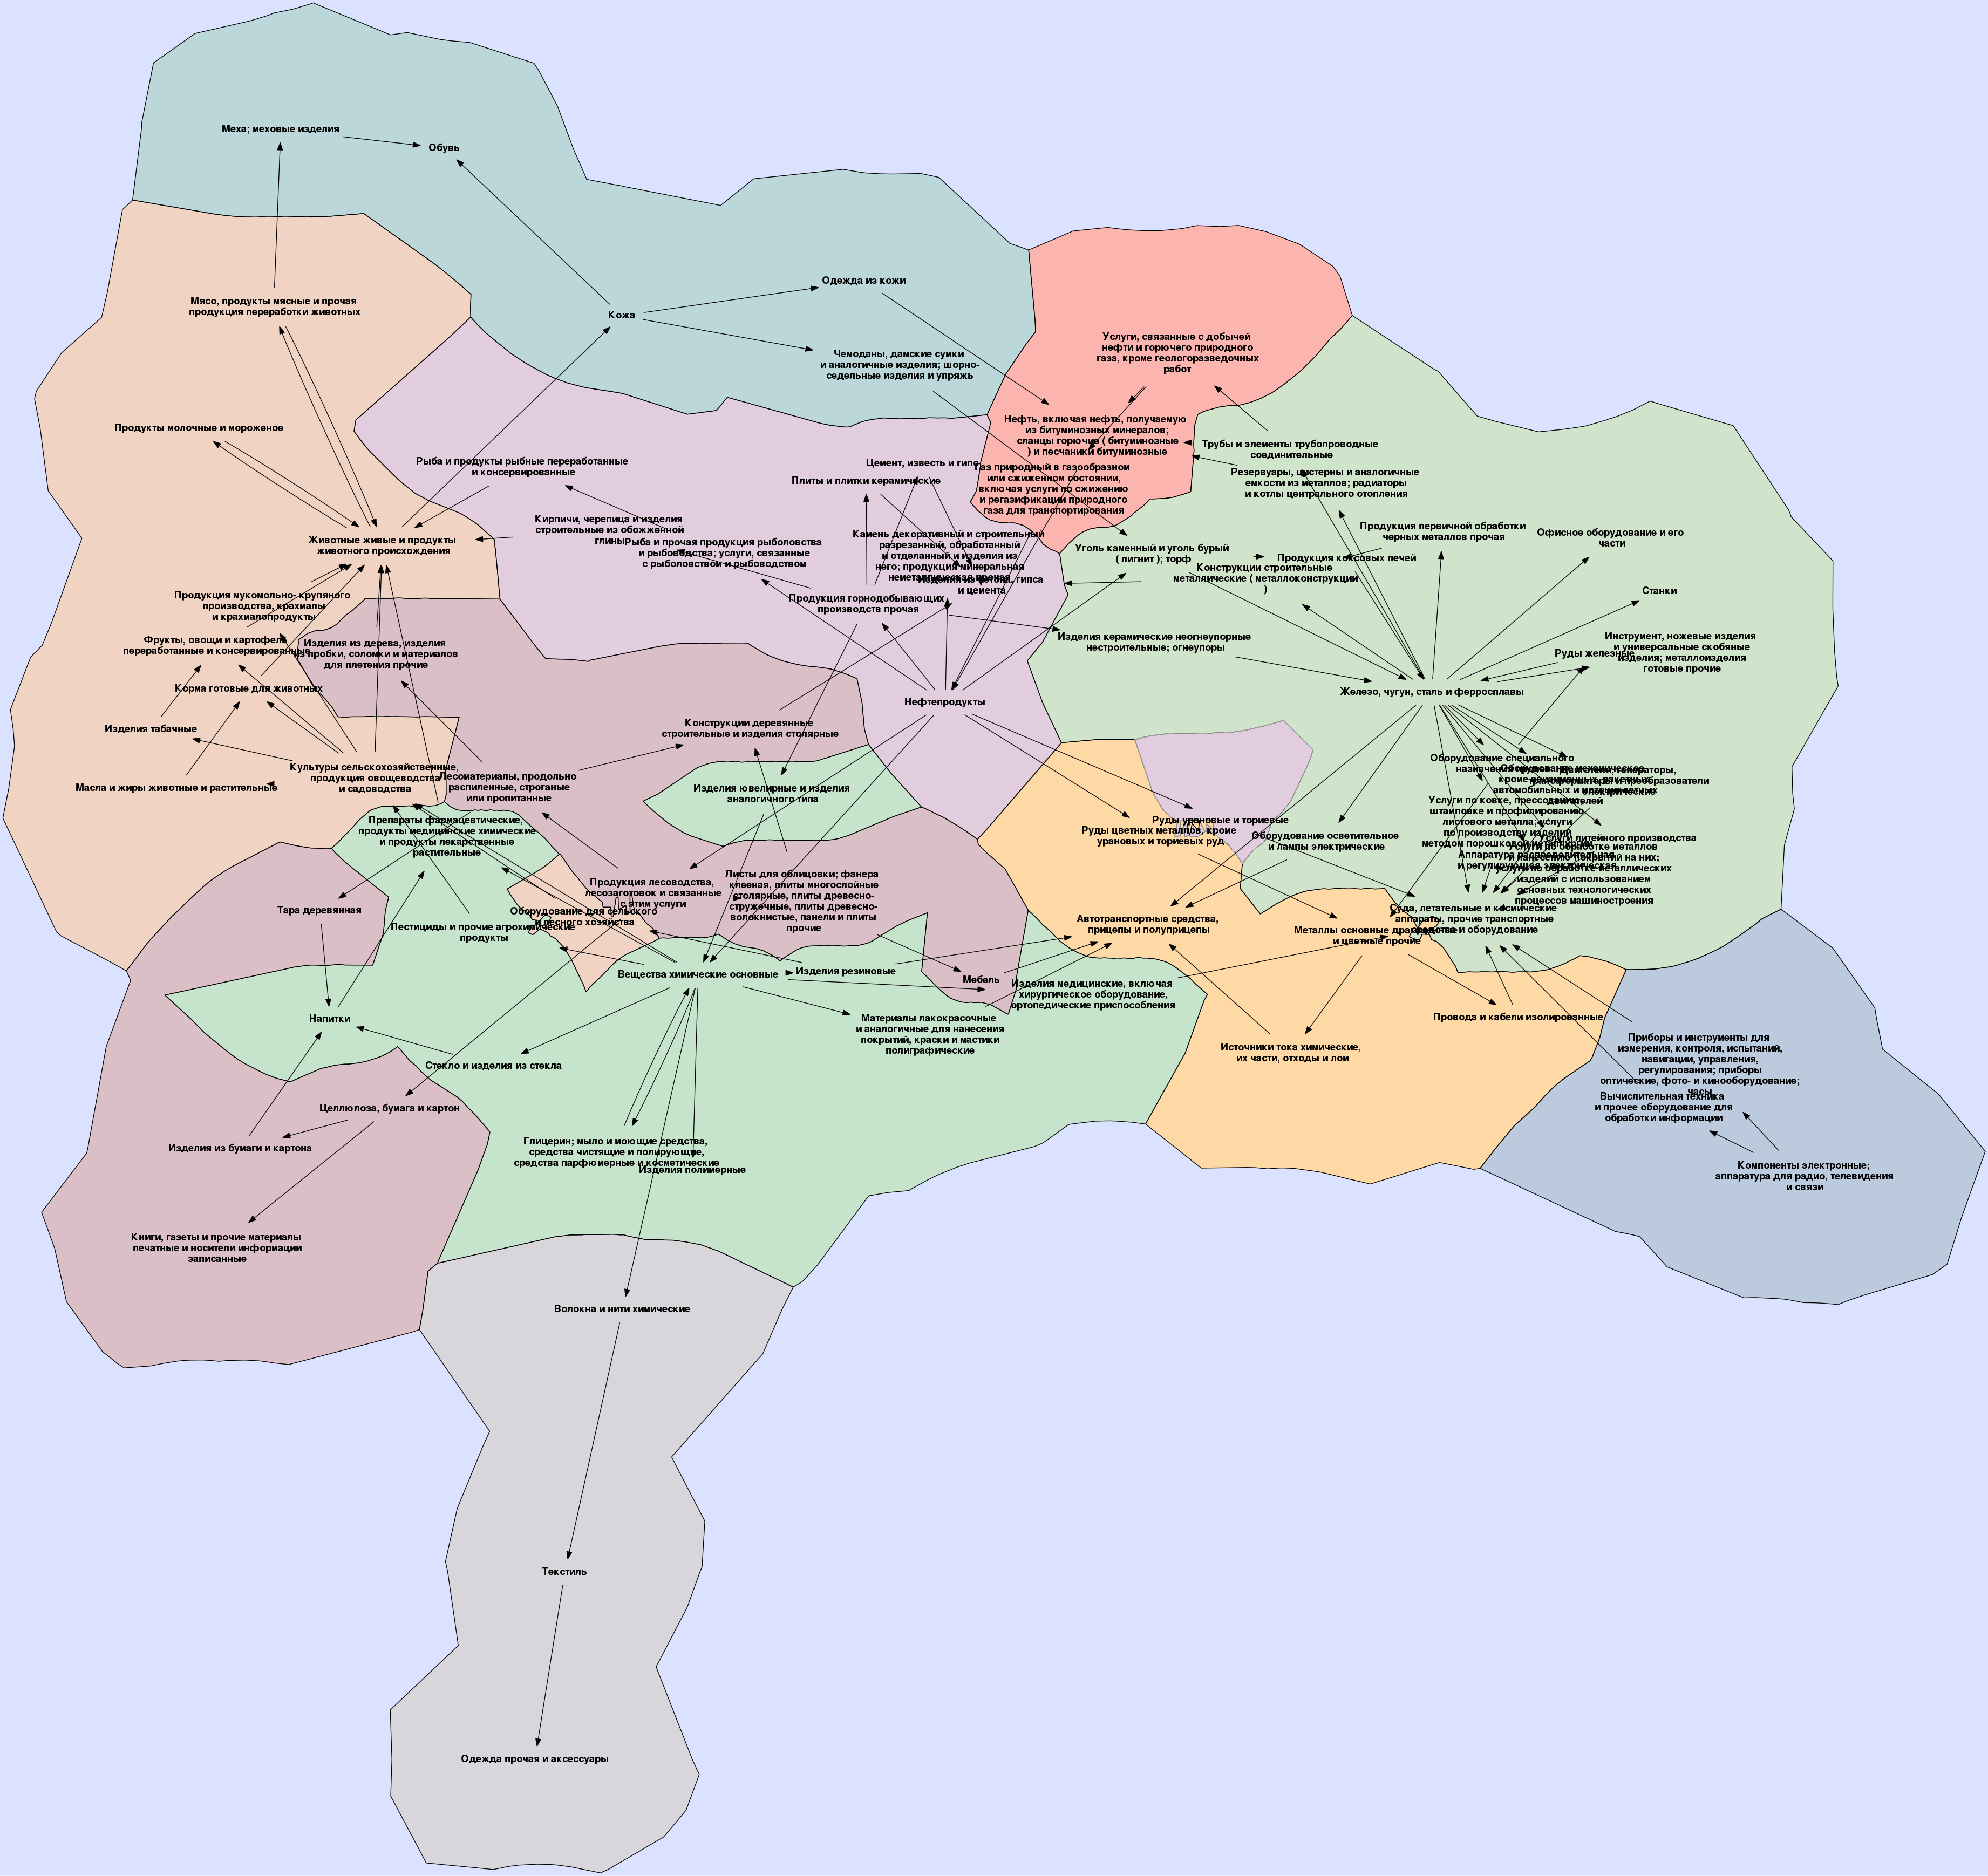 Меха; меховые изделия
Обувь
Одежда из кожи
Кожа
Мясо, продукты мясные и прочая
продукция переработки животных
Чемоданы, дамские сумки
и аналогичные изделия; шорно-
седельные изделия и упряжь
Услуги, связанные с добычей
нефти и горючего природного
газа, кроме геологоразведочных
работ
Продукты молочные и мороженое
Нефть, включая нефть, получаемую
из битуминозных минералов;
сланцы горючие ( битуминозные
) и песчаники битуминозные
Трубы и элементы трубопроводные
соединительные
Рыба и продукты рыбные переработанные
и консервированные
Цемент, известь и гипс
Плиты и плитки керамические
Газ природный в газообразном
или сжиженном состоянии,
включая услуги по сжижению
и регазификации природного
газа для транспортирования
Резервуары, цистерны и аналогичные
емкости из металлов; радиаторы
и котлы центрального отопления
Кирпичи, черепица и изделия
строительные из обожженной
глины
Рыба и прочая продукция рыболовства
и рыбоводства; услуги, связанные
с рыболовством и рыбоводством
Животные живые и продукты
животного происхождения
Камень декоративный и строительный
разрезанный, обработанный
и отделанный и изделия из
него; продукция минеральная
неметаллическая прочая
Изделия из бетона, гипса
и цемента
Продукция первичной обработки
черных металлов прочая
Офисное оборудование и его
части
Уголь каменный и уголь бурый
( лигнит ); торф
Продукция коксовых печей
Конструкции строительные
металлические ( металлоконструкции
)
Станки
Продукция мукомольно- крупяного
производства, крахмалы
и крахмалопродукты
Продукция горнодобывающих
производств прочая
Фрукты, овощи и картофель
переработанные и консервированные
Изделия из дерева, изделия
из пробки, соломки и материалов
для плетения прочие
Изделия керамические неогнеупорные
нестроительные; огнеупоры
Инструмент, ножевые изделия
и универсальные скобяные
изделия; металлоизделия
готовые прочие
Руды железные
Корма готовые для животных
Железо, чугун, сталь и ферросплавы
Нефтепродукты
Изделия табачные
Конструкции деревянные
строительные и изделия столярные
Культуры сельскохозяйственные,
продукция овощеводства
и садоводства
Масла и жиры животные и растительные
Лесоматериалы, продольно
распиленные, строганые
или пропитанные
Изделия ювелирные и изделия
аналогичного типа
Оборудование специального
назначения
Двигатели, генераторы,
трансформаторы и преобразователи
электрические
автомобильных и мотоциклетных
двигателей
Услуги по ковке, прессованию,
штамповке и профилированию
листового металла; услуги
по производству изделий
методом порошковой металлургии
Препараты фармацевтические,
продукты медицинские химические
и продукты лекарственные
растительные
Руды урановые и ториевые
Руды цветных металлов, кроме
урановых и ториевых руд
Оборудование осветительное
и лампы электрические
Услуги литейного производства
Услуги по обработке металлов
и нанесению покрытий на них;
услуги по обработке металлических
изделий с использованием
основных технологических
процессов машиностроения
Аппаратура распределительная
и регулирующая электрическая
Листы для облицовки; фанера
клееная, плиты многослойные
столярные, плиты древесно-
стружечные, плиты древесно-
волокнистые, панели и плиты
прочие
Продукция лесоводства,
лесозаготовок и связанные
с этим услуги
Тара деревянная
Оборудование для сельского
и лесного хозяйства
Пестициды и прочие агрохимические
продукты
Автотранспортные средства,
прицепы и полуприцепы
Суда, летательные и космические
аппараты, прочие транспортные
средства и оборудование
Металлы основные драгоценные
и цветные прочие
Вещества химические основные
Изделия резиновые
Мебель
Изделия медицинские, включая
хирургическое оборудование,
ортопедические приспособления
Напитки
Материалы лакокрасочные
и аналогичные для нанесения
покрытий, краски и мастики
полиграфические
Провода и кабели изолированные
Источники тока химические,
их части, отходы и лом
Приборы и инструменты для
измерения, контроля, испытаний,
навигации, управления,
регулирования; приборы
оптические, фото- и кинооборудование;
часы
Стекло и изделия из стекла
Вычислительная техника
и прочее оборудование для
обработки информации
Целлюлоза, бумага и картон
Изделия из бумаги и картона
Глицерин; мыло и моющие средства,
средства чистящие и полирующие,
средства парфюмерные и косметические
Изделия полимерные
Компоненты электронные;
аппаратура для радио, телевидения
и связи
Книги, газеты и прочие материалы
печатные и носители информации
записанные
Волокна и нити химические
Текстиль
Одежда прочая и аксессуары